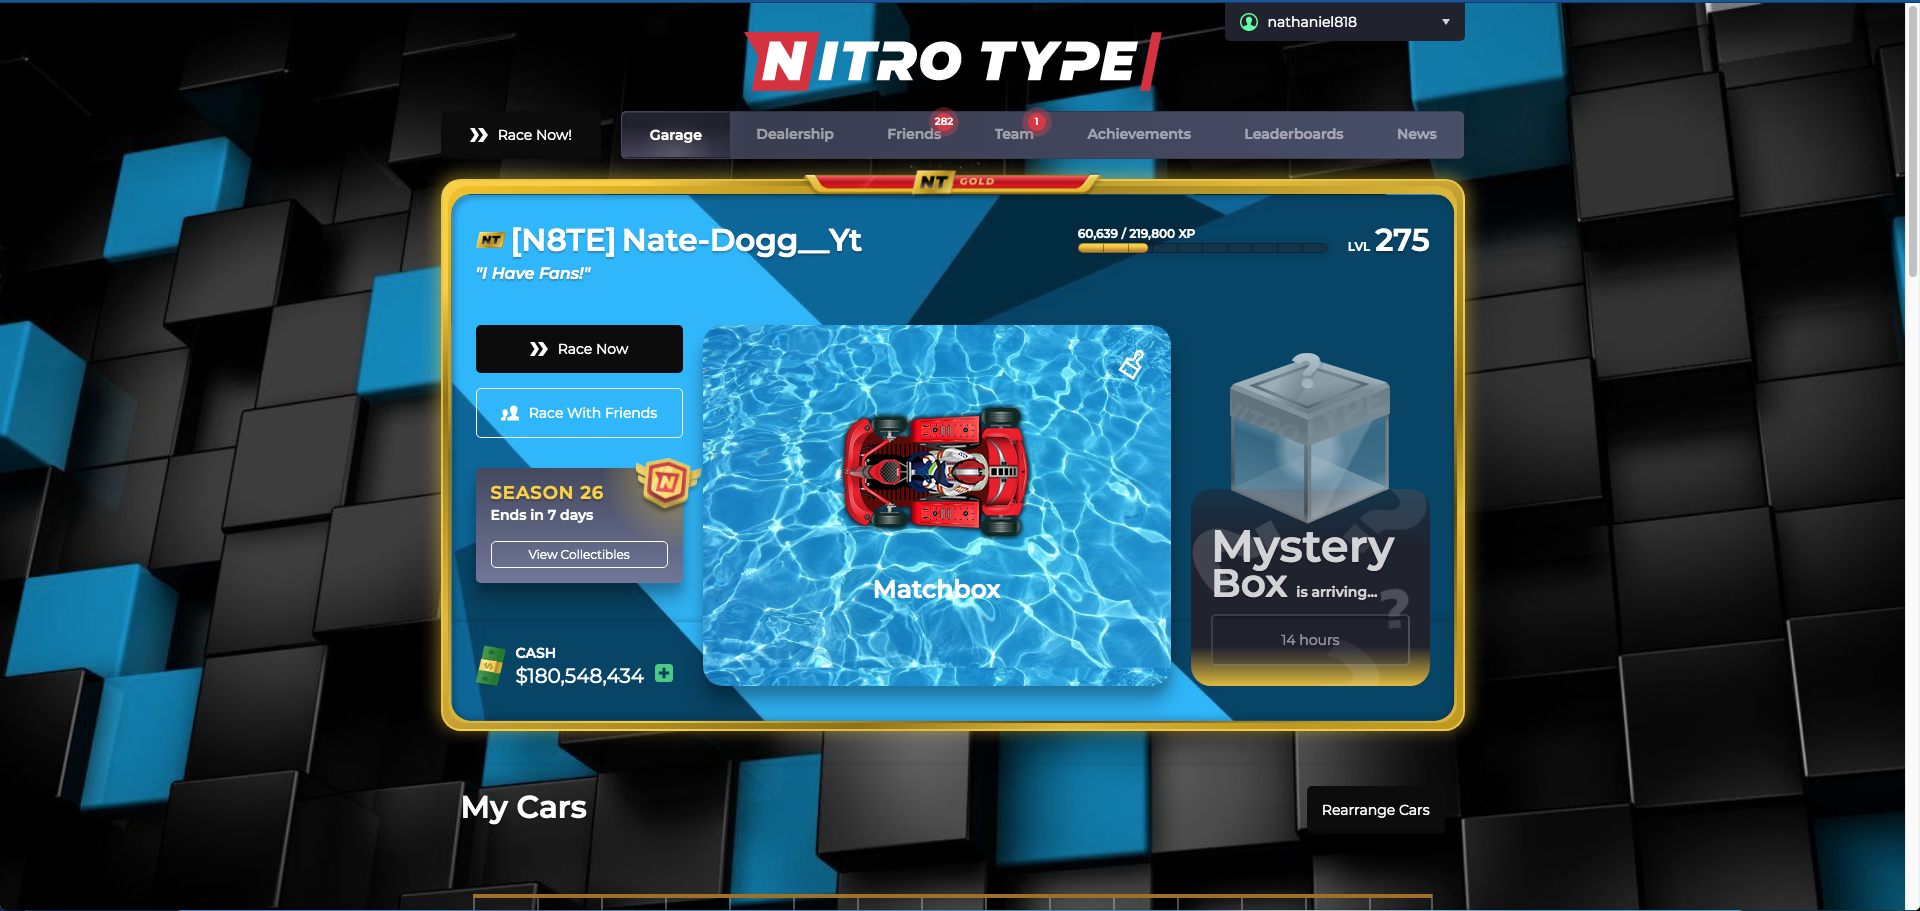 nathaniel818
NITRO TYPE
Race Now!
Garage
Dealership
Friends
282
Team
1
Achievements
Leaderboards
News
NT GOLD
NT [N8TE] Nate-Dogg__Yt
"I Have Fans!"
60,639 / 219,800 XP
LVL 275
Race Now
Race With Friends
SEASON 26
Ends in 7 days
View Collectibles
N
CASH
$180,548,434
Matchbox
?
NITRO TYPE
Mystery
Box is arriving...
?
14 hours
My Cars
Rearrange Cars